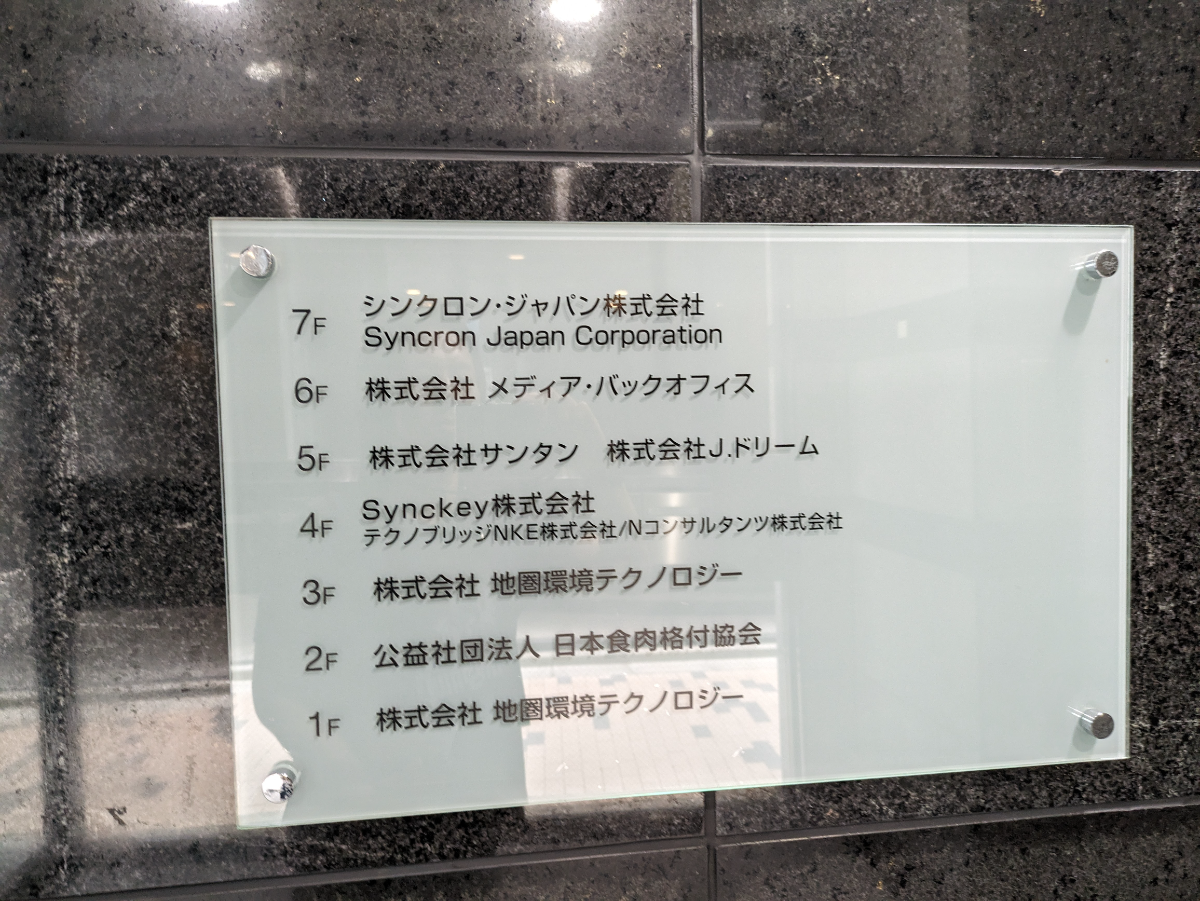 7F シンクロン・ジャパン株式会社
Syncron Japan Corporation
6F 株式会社 メディア・バックオフィス
5F 株式会社サンタン 株式会社J.ドリーム
4F Synckey株式会社
テクノブリッジNKE株式会社/Nコンサルタンツ株式会社
3F 株式会社 地圏環境テクノロジー
2F 公益社団法人 日本食肉格付協会
1F 株式会社 地圏環境テクノロジー